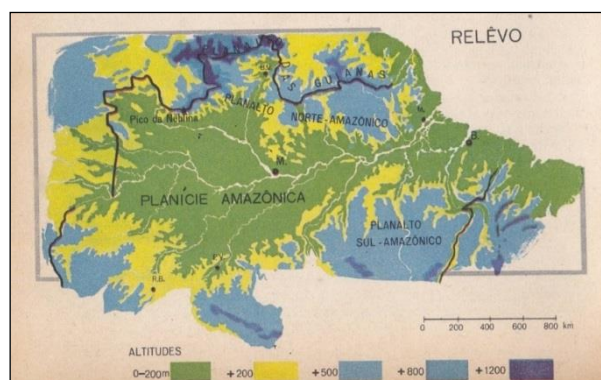 RELÊVO
GUIANAS
PLANALTO
NORTE-AMAZÔNICO
Pico da Neblina
M.
B.
PLANÍCIE AMAZÔNICA
PLANALTO
SUL-AMAZÔNICO
R.B.
0 200 400 600 800 km
ALTITUDES
0-200m +200 +500 +800 +1200